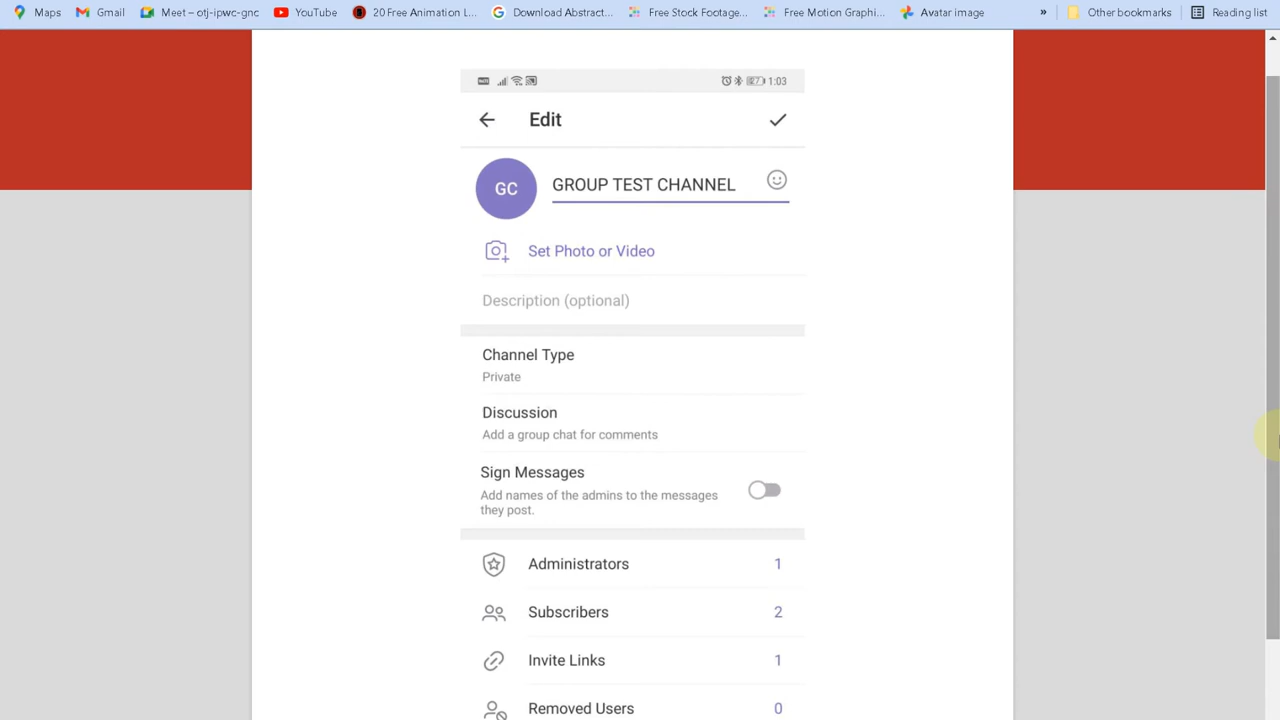 Maps Gmail Meet – otj-ipwc-gnc YouTube 20 Free Animation L... Download Abstract... Free Stock Footage... Free Motion Graphi... Avatar image » Other bookmarks Reading list
1:03
Edit
GC GROUP TEST CHANNEL
Set Photo or Video
Description (optional)
Channel Type
Private
Discussion
Add a group chat for comments
Sign Messages
Add names of the admins to the messages
they post.
Administrators 1
Subscribers 2
Invite Links 1
Removed Users 0